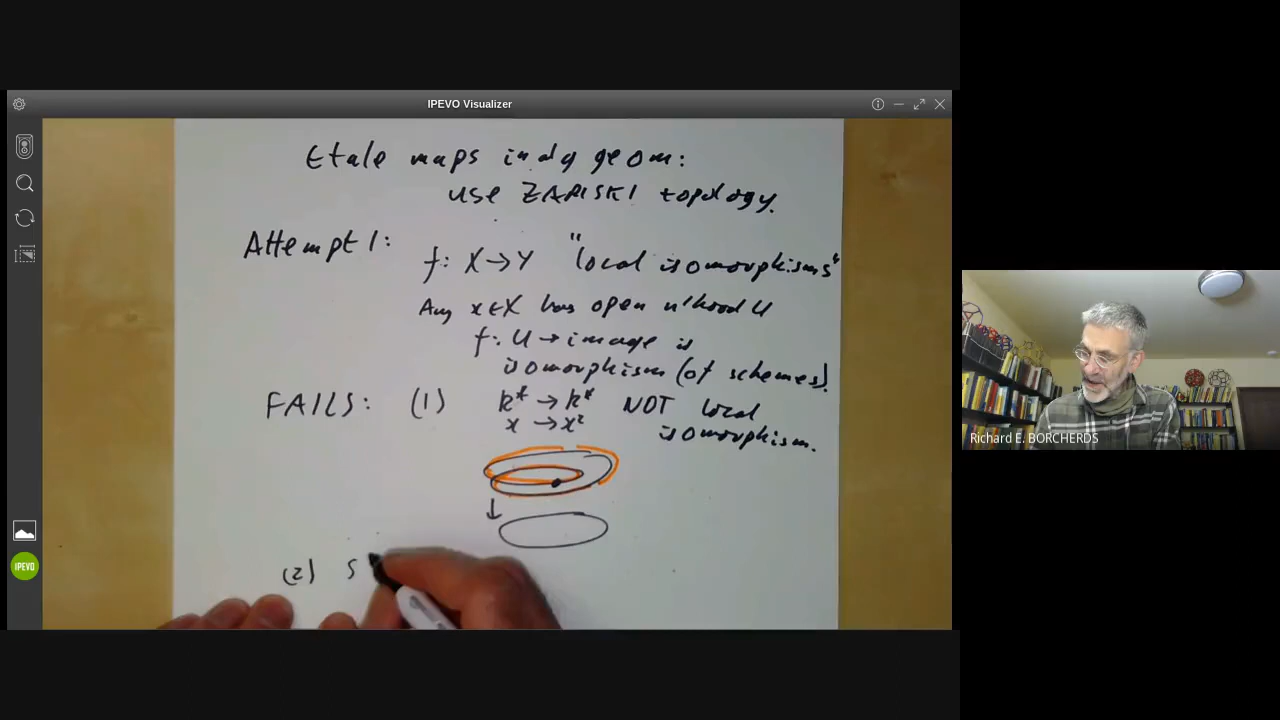 IPEVO Visualizer
Etale maps in alg geom:
use ZARISKI topology.
Attempt 1:
f: X → Y "local isomorphisms"
Any x ∈ X has open n'hood U
f: U → image is
isomorphism (of schemes).
FAILS: (1) k* → k* NOT local
x → x² isomorphism.
↓
(2) S
IPEVO
Richard E. BORCHERDS